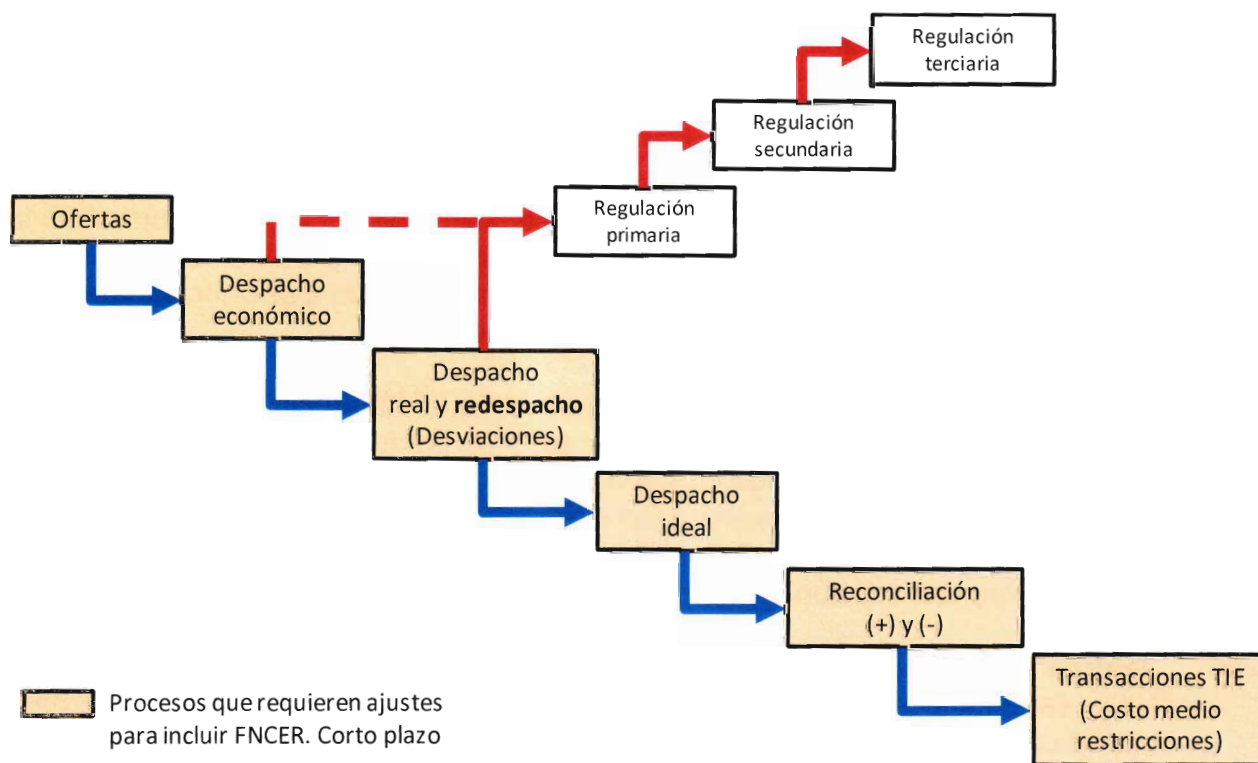 Regulación
terciaria
Regulación
secundaria
Regulación
primaria
Ofertas
Despacho
económico
Despacho
real y redespacho
(Desviaciones)
Despacho
ideal
Reconciliación
(+) y (-)
Transacciones TIE
(Costo medio
restricciones)
Procesos que requieren ajustes
para incluir FNCER. Corto plazo